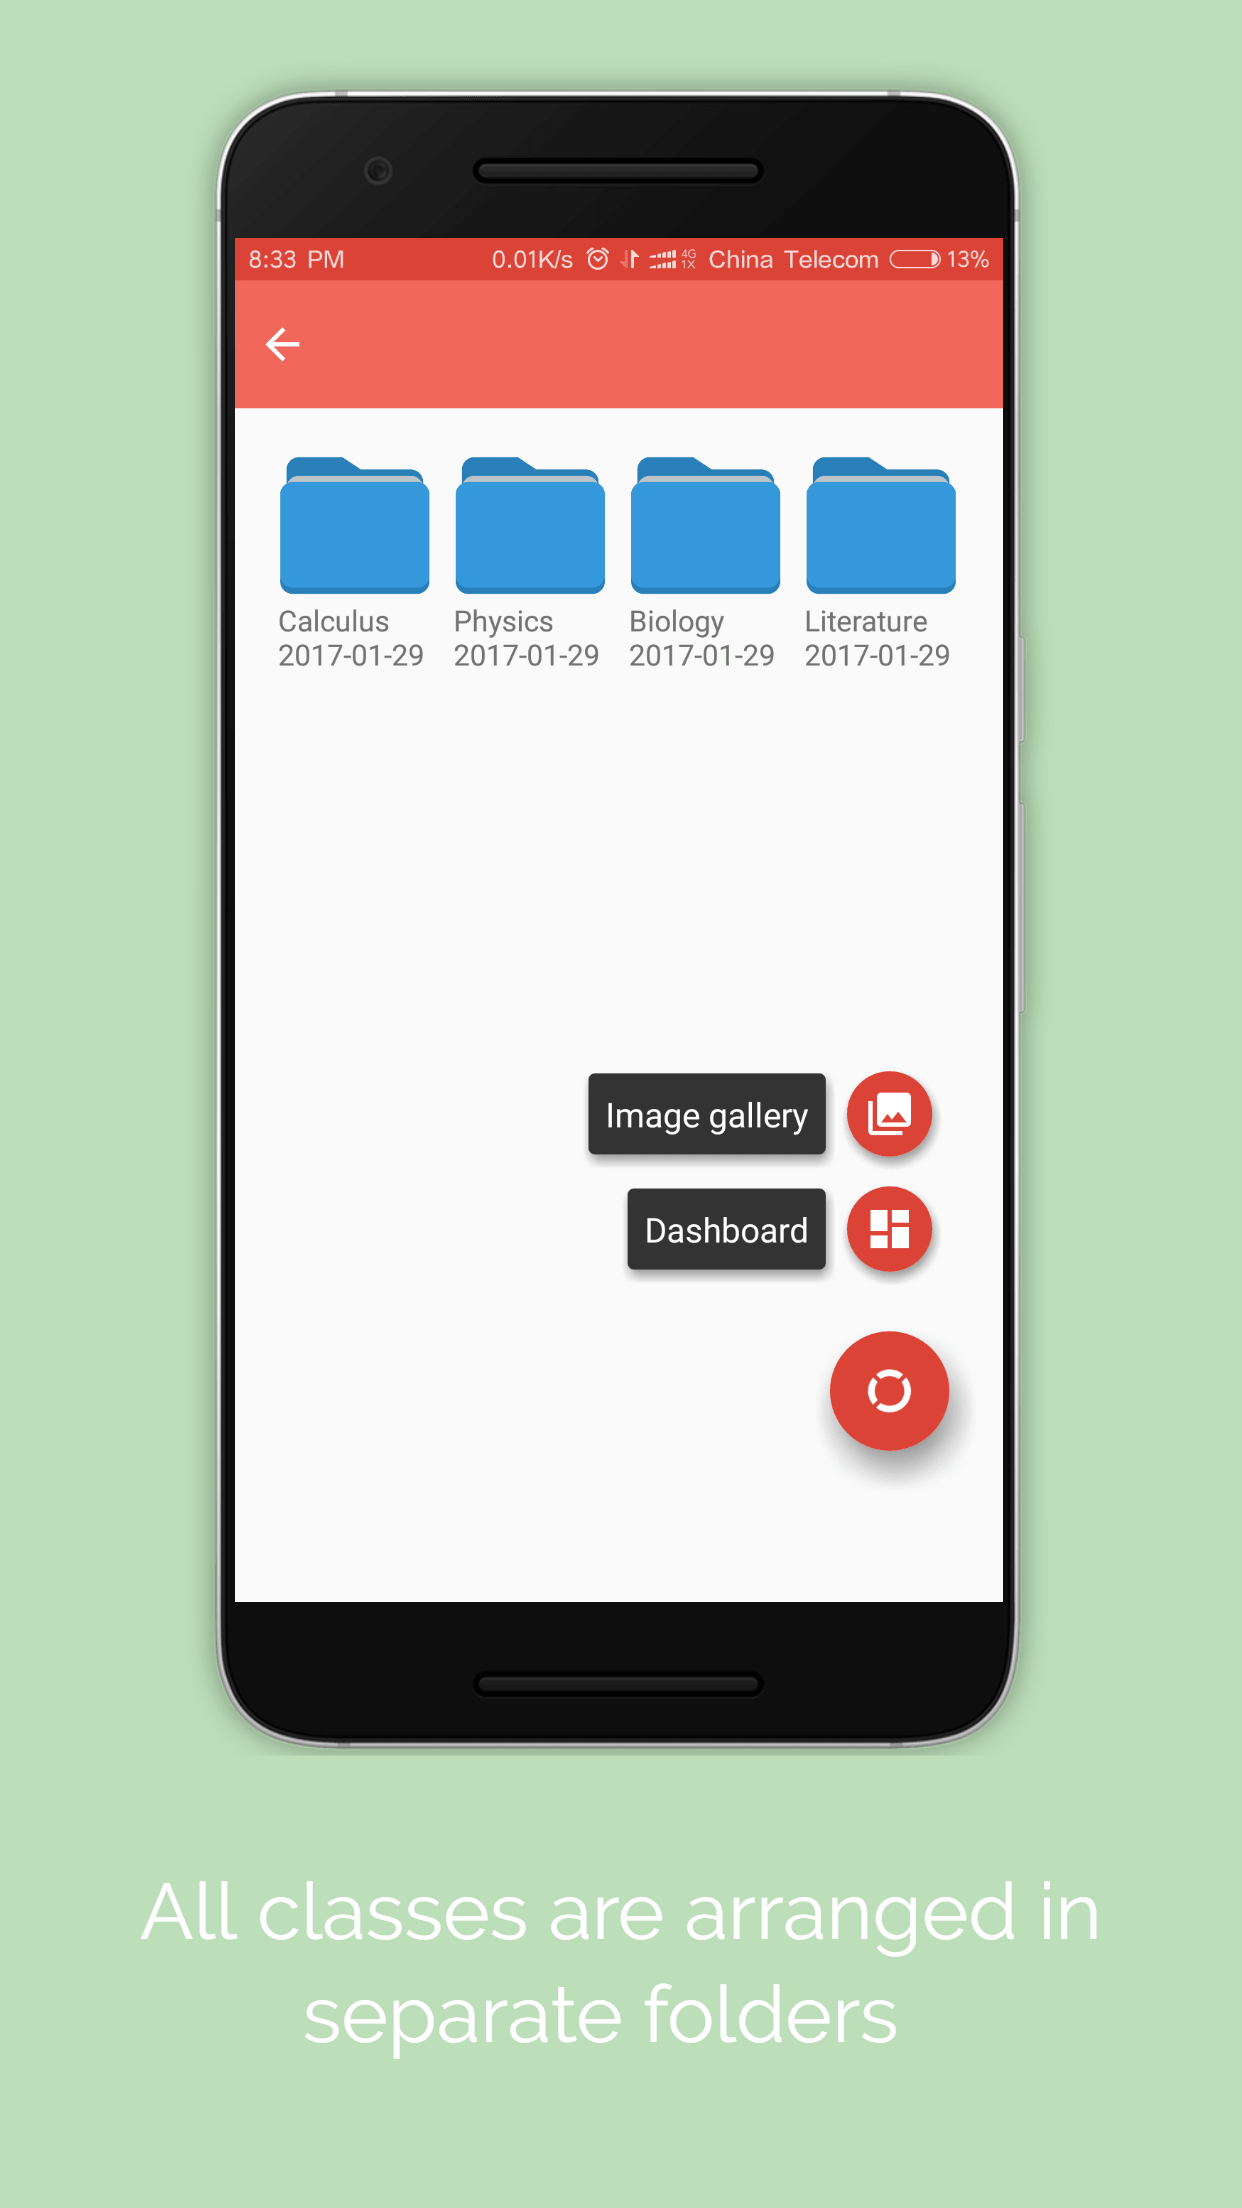 8:33 PM 0.01K/s 4G 1X China Telecom 13%
Calculus Physics Biology Literature
2017-01-29 2017-01-29 2017-01-29 2017-01-29
Image gallery
Dashboard
All classes are arranged in
separate folders